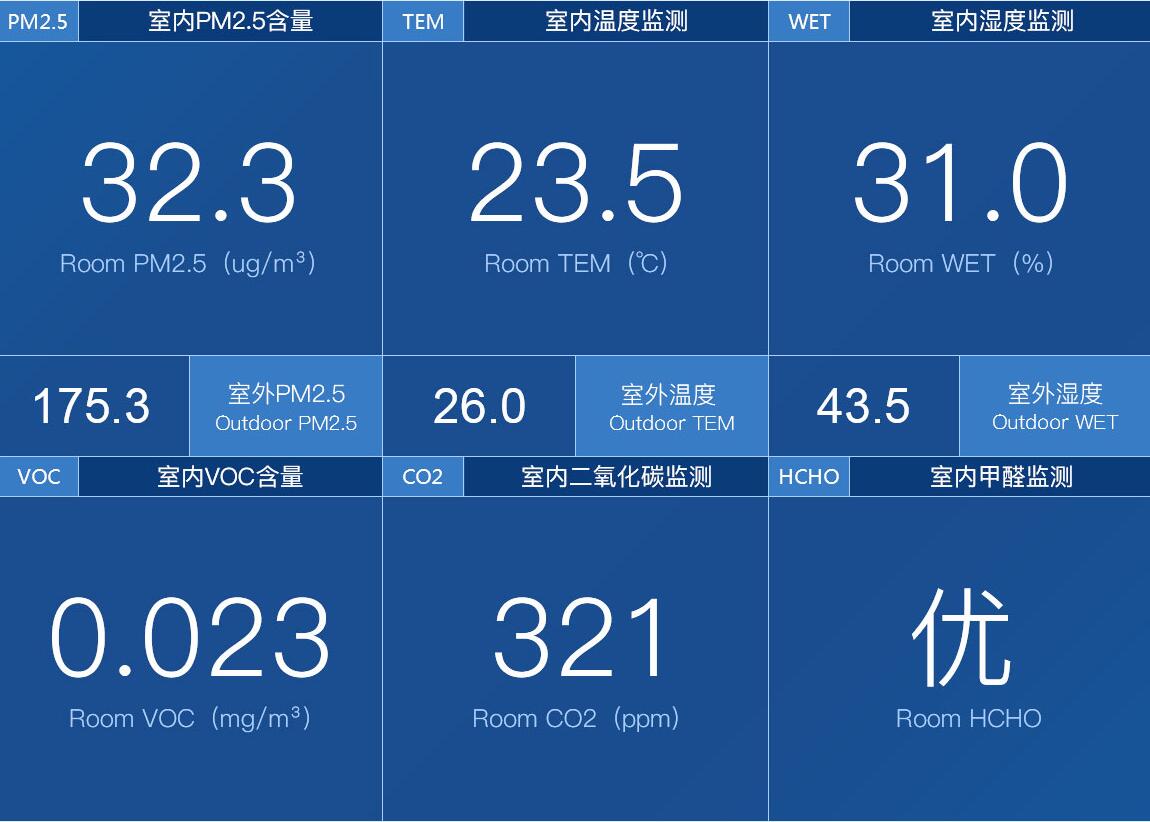 PM2.5
室内PM2.5含量
TEM
室内温度监测
WET
室内湿度监测
32.3
Room PM2.5（ug/m³）
23.5
Room TEM（℃）
31.0
Room WET（%）
175.3
室外PM2.5
Outdoor PM2.5
26.0
室外温度
Outdoor TEM
43.5
室外湿度
Outdoor WET
VOC
室内VOC含量
CO2
室内二氧化碳监测
HCHO
室内甲醛监测
0.023
Room VOC（mg/m³）
321
Room CO2（ppm）
优
Room HCHO